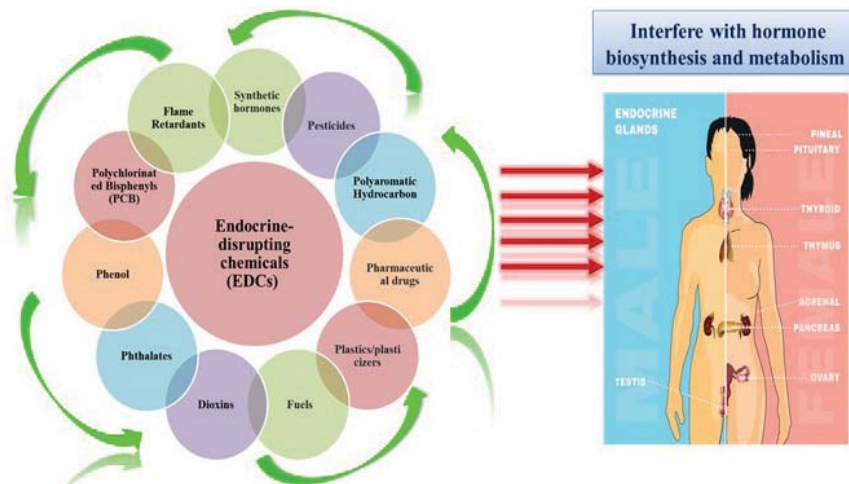 Interfere with hormone
biosynthesis and metabolism
Synthetic
hormones
Pesticides
Polyaromatic
Hydrocarbon
Pharmaceutic
al drugs
Plastics/plasti
cizers
Fuels
Dioxins
Phthalates
Phenol
Polychlorinat
ed Bisphenyls
(PCB)
Flame
Retardants
Endocrine-
disrupting
chemicals
(EDCs)
ENDOCRINE
GLANDS
MALE
FEMALE
PINEAL
PITUITARY
THYROID
THYMUS
ADRENAL
PANCREAS
OVARY
TESTIS